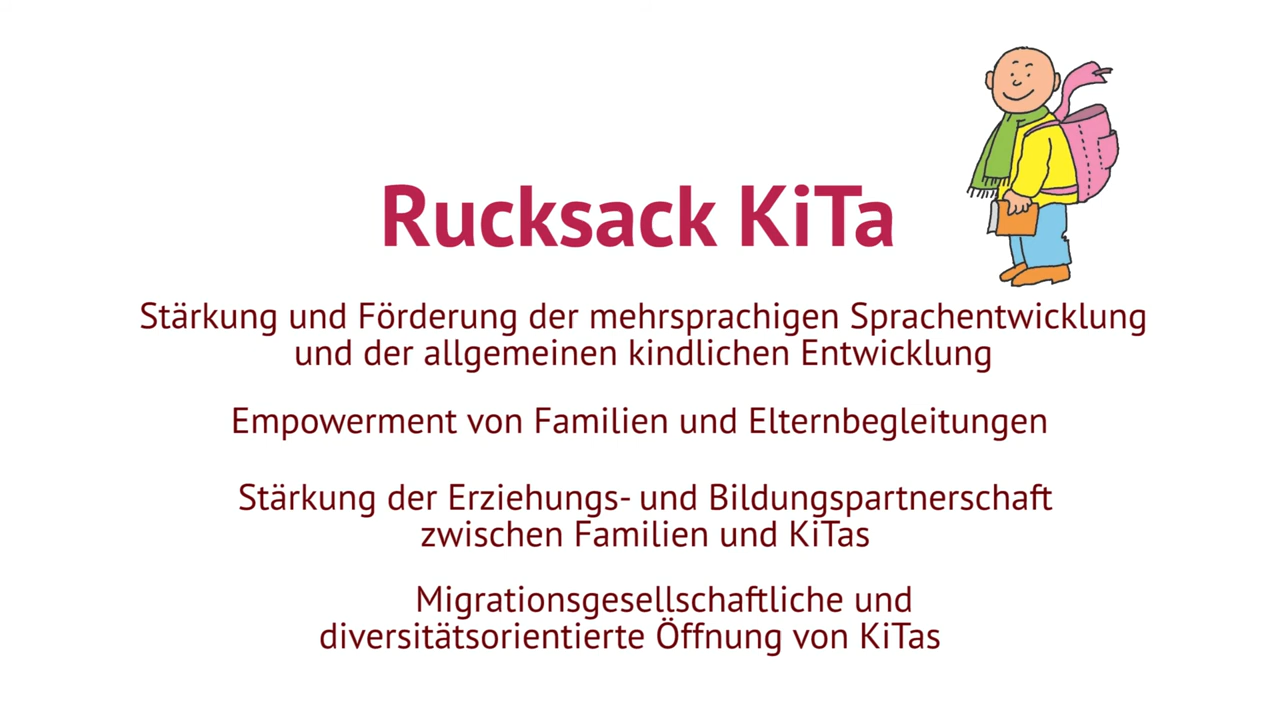 Rucksack KiTa
Stärkung und Förderung der mehrsprachigen Sprachentwicklung
und der allgemeinen kindlichen Entwicklung
Empowerment von Familien und Elternbegleitungen
Stärkung der Erziehungs- und Bildungspartnerschaft
zwischen Familien und KiTas
Migrationsgesellschaftliche und
diversitätsorientierte Öffnung von KiTas